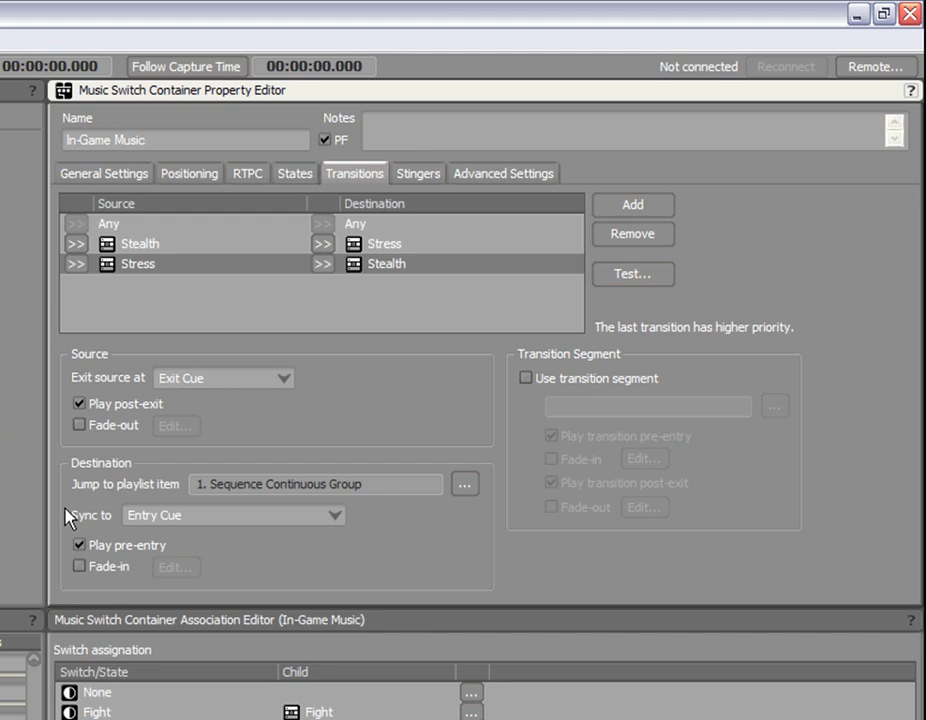 00:00:00.000 Follow Capture Time 00:00:00.000 Not connected Reconnect Remote...
? Music Switch Container Property Editor ?
Name Notes
In-Game Music PF
General Settings Positioning RTPC States Transitions Stingers Advanced Settings
Source Destination Add
>> Any >> Any
>> Stealth >> Stress Remove
>> Stress >> Stealth
Test...
The last transition has higher priority.
Source Transition Segment
Exit source at Exit Cue Use transition segment
Play post-exit ...
Fade-out Edit... Play transition pre-entry
Fade-in Edit...
Destination
Jump to playlist item 1. Sequence Continuous Group ... Play transition post-exit
Sync to Entry Cue Fade-out Edit...
Play pre-entry
Fade-in Edit...
? Music Switch Container Association Editor (In-Game Music) ?
Switch assignation
Switch/State Child
None ...
Fight Fight ...